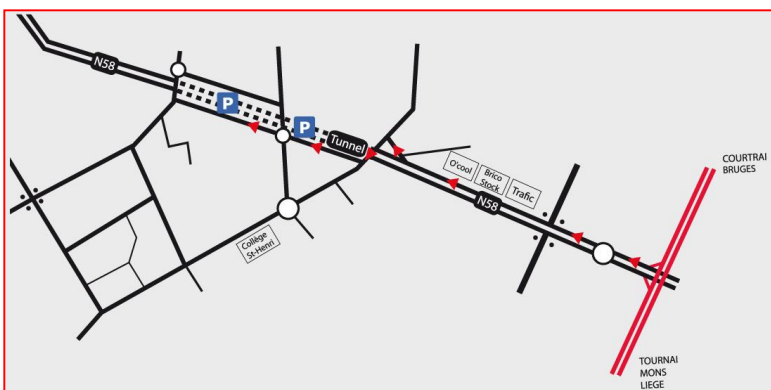 N58
P
P
Tunnel
O'cool
Brico
Stock
Trafic
N58
COURTRAI
BRUGES
Collège
St-Henri
TOURNAI
MONS
LIEGE